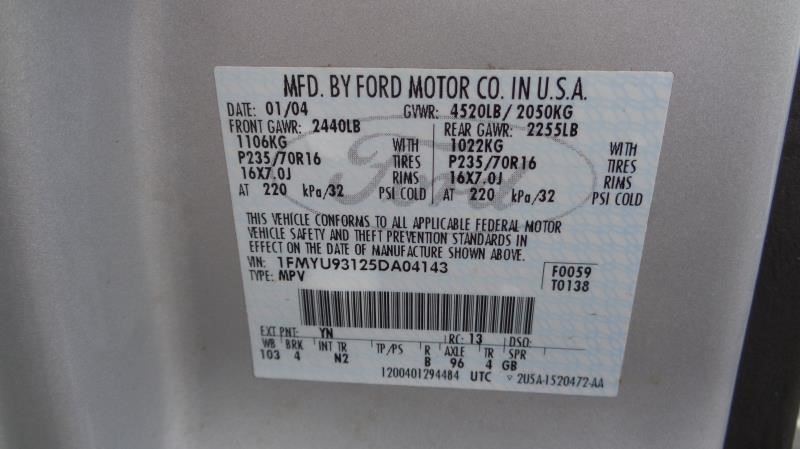 MFD. BY FORD MOTOR CO. IN U.S.A.
DATE: 01/04 GVWR: 4520LB/ 2050KG
FRONT GAWR: 2440LB REAR GAWR: 2255LB
1106KG WITH 1022KG WITH
P235/70R16 TIRES P235/70R16 TIRES
16X7.0J RIMS 16X7.0J RIMS
AT 220 kPa/32 PSI COLD AT 220 kPa/32 PSI COLD
Ford
THIS VEHICLE CONFORMS TO ALL APPLICABLE FEDERAL MOTOR
VEHICLE SAFETY AND THEFT PREVENTION STANDARDS IN
EFFECT ON THE DATE OF MANUFACTURE SHOWN ABOVE.
VIN: 1FMYU93125DA04143 F0059
TYPE: MPV T0138
EXT PNT: YN RC: 13 DSO:
WB BRK INT TR TP/PS R AXLE TR SPR
103 4 N2 B 96 4 GB
1200401294484 UTC 2U5A-1520472-AA